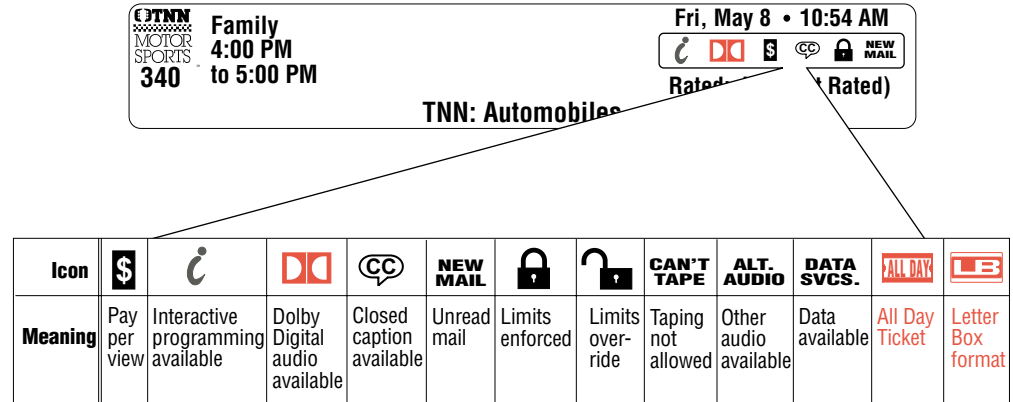 TNN
MOTOR
SPORTS
340
Family
4:00 PM
to 5:00 PM
Fri, May 8 • 10:54 AM
i $ CC NEW MAIL
Rated) 
TNN: Automobiles
Icon $ i CC NEW MAIL CAN'T TAPE ALT. AUDIO DATA SVCS. ALL DAY LB
Meaning
Pay per view
Interactive programming available
Dolby Digital audio available
Closed caption available
Unread mail
Limits enforced
Limits over-ride
Taping not allowed
Other audio available
Data available
All Day Ticket
Letter Box format